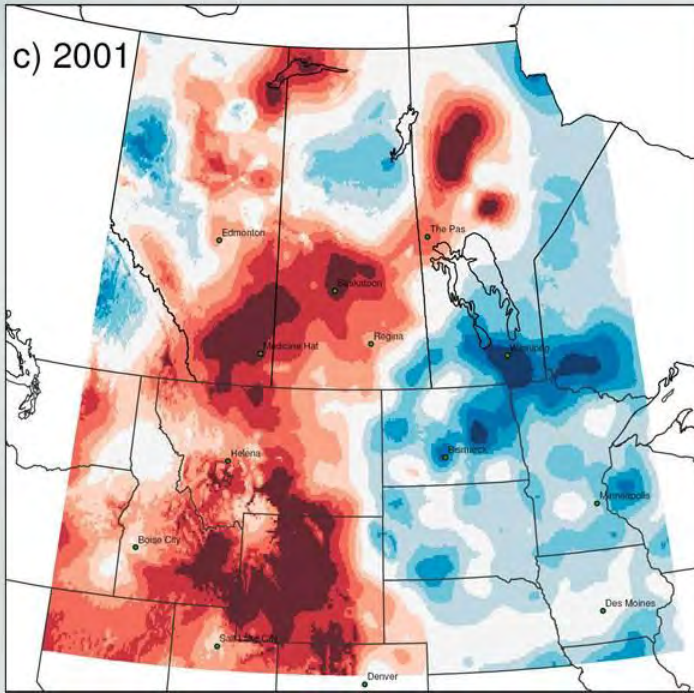 c) 2001
Edmonton
The Pas
Saskatoon
Medicine Hat
Regina
Winnipeg
Helena
Bismarck
Minneapolis
Boise City
Des Moines
Salt Lake City
Denver